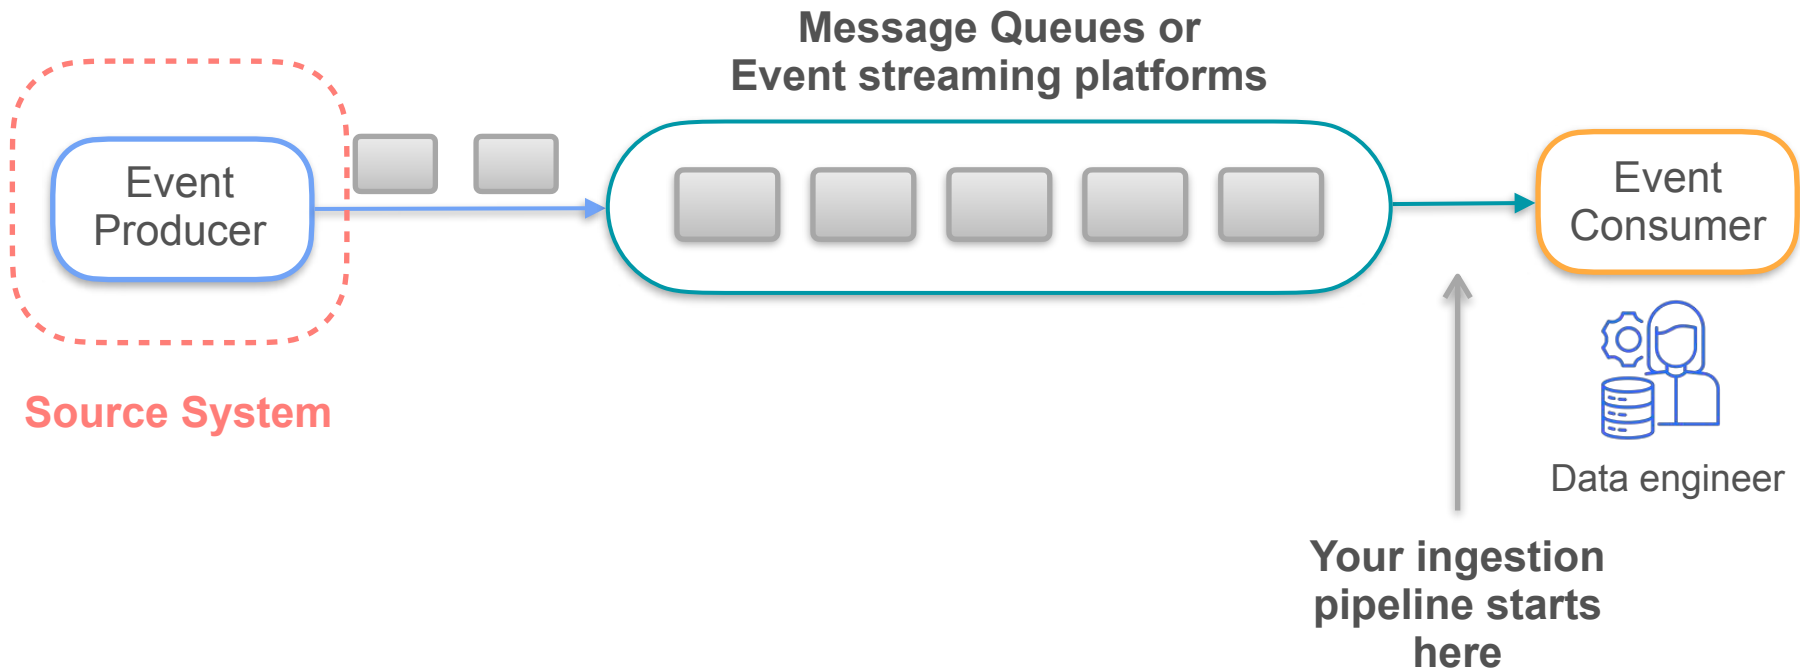 Message Queues or
Event streaming platforms
Event
Producer
Event
Consumer
Source System
Data engineer
Your ingestion
pipeline starts
here